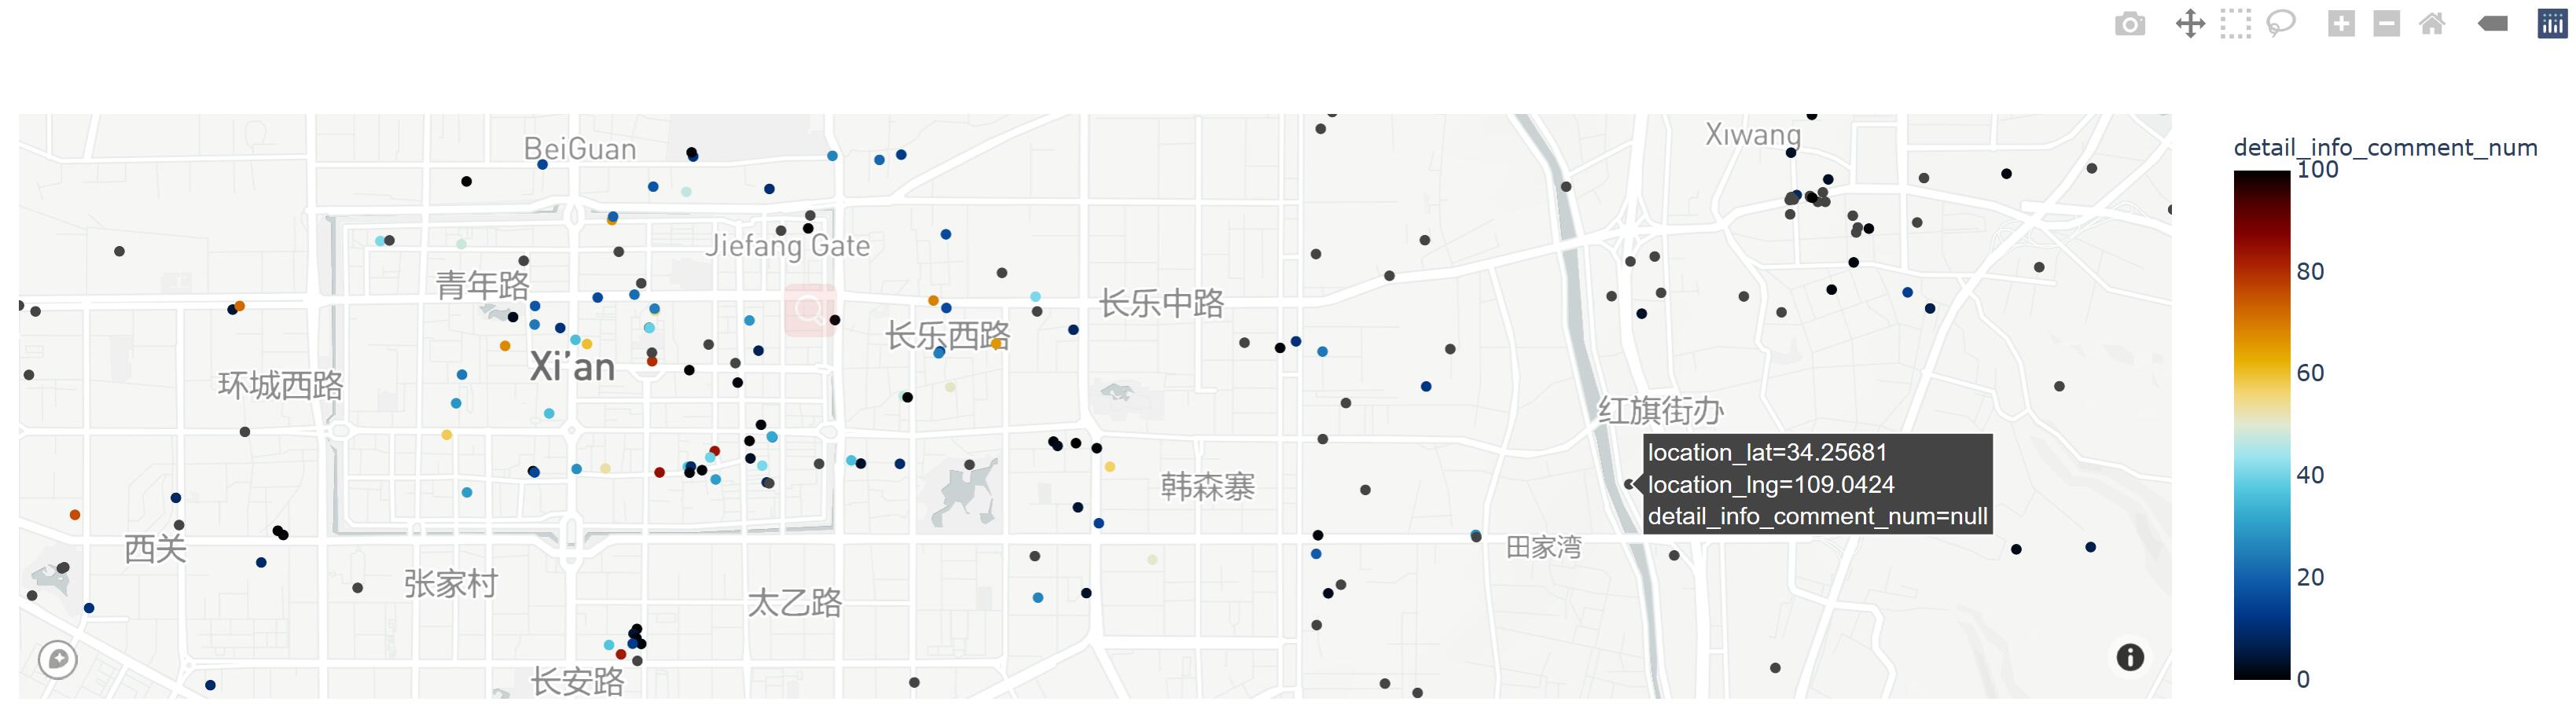 detail_info_comment_num
100
80
60
40
20
0
BeiGuan
Xiwang
Jiefang Gate
青年路
长乐中路
长乐西路
Xi'an
环城西路
红旗街办
location_lat=34.25681
location_lng=109.0424
detail_info_comment_num=null
韩森寨
西关
田家湾
张家村
太乙路
长安路